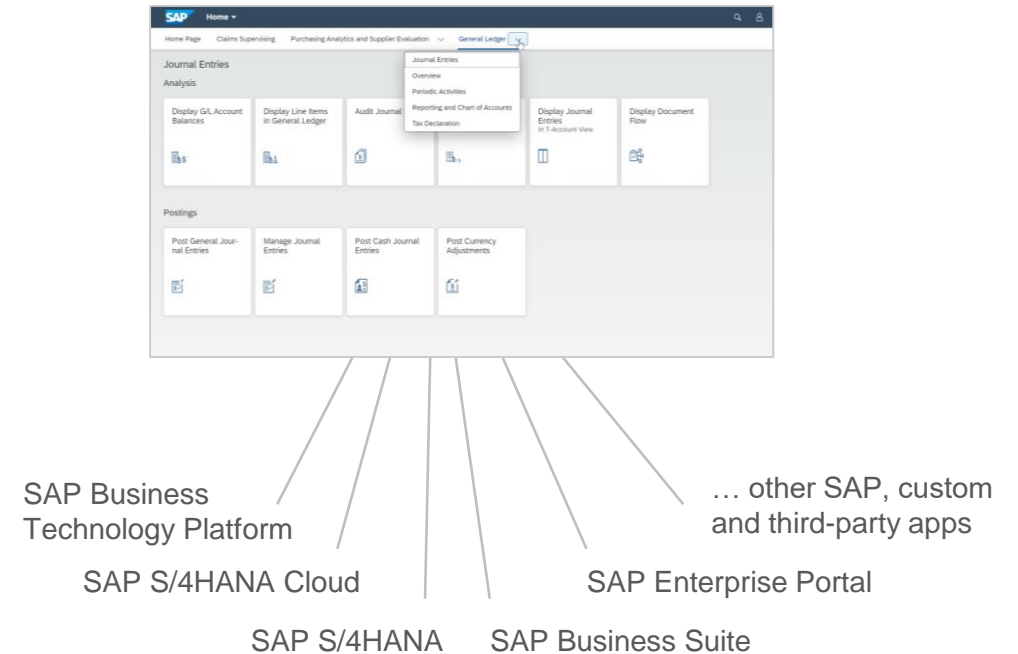 SAP Home
Home Page Claims Supervising Purchasing Analytics and Supplier Evaluation General Ledger
Journal Entries
Overview
Periodic Activities
Reporting and Chart of Accounts
Tax Declaration
Journal Entries
Analysis
Display G/L Account
Balances
Display Line Items
in General Ledger
Audit Journal
Display Journal
Entries
In T-Account View
Display Document
Flow
Postings
Post General Jour-
nal Entries
Manage Journal
Entries
Post Cash Journal
Entries
Post Currency
Adjustments
SAP Business
Technology Platform
SAP S/4HANA Cloud
SAP S/4HANA
SAP Business Suite
SAP Enterprise Portal
… other SAP, custom
and third-party apps